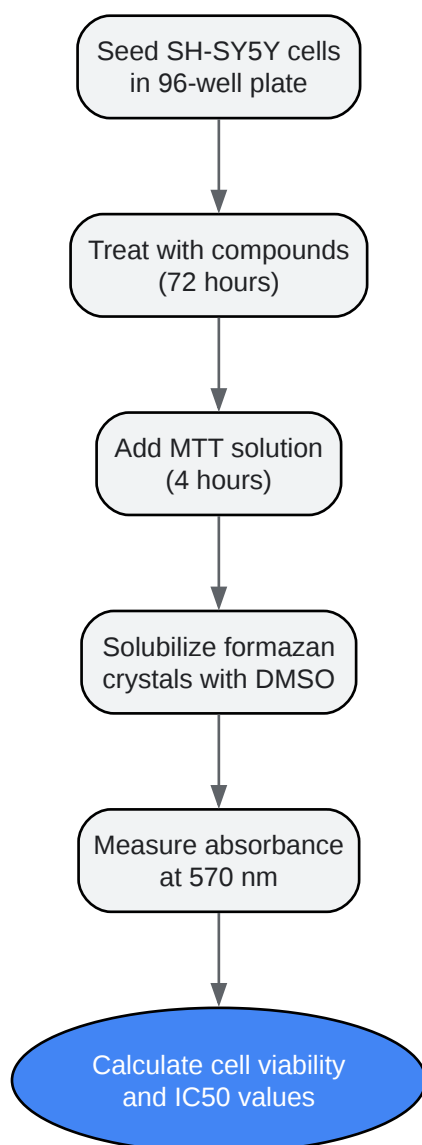 Seed SH-SY5Y cells
in 96-well plate
Treat with compounds
(72 hours)
Add MTT solution
(4 hours)
Solubilize formazan
crystals with DMSO
Measure absorbance
at 570 nm
Calculate cell viability
and IC50 values